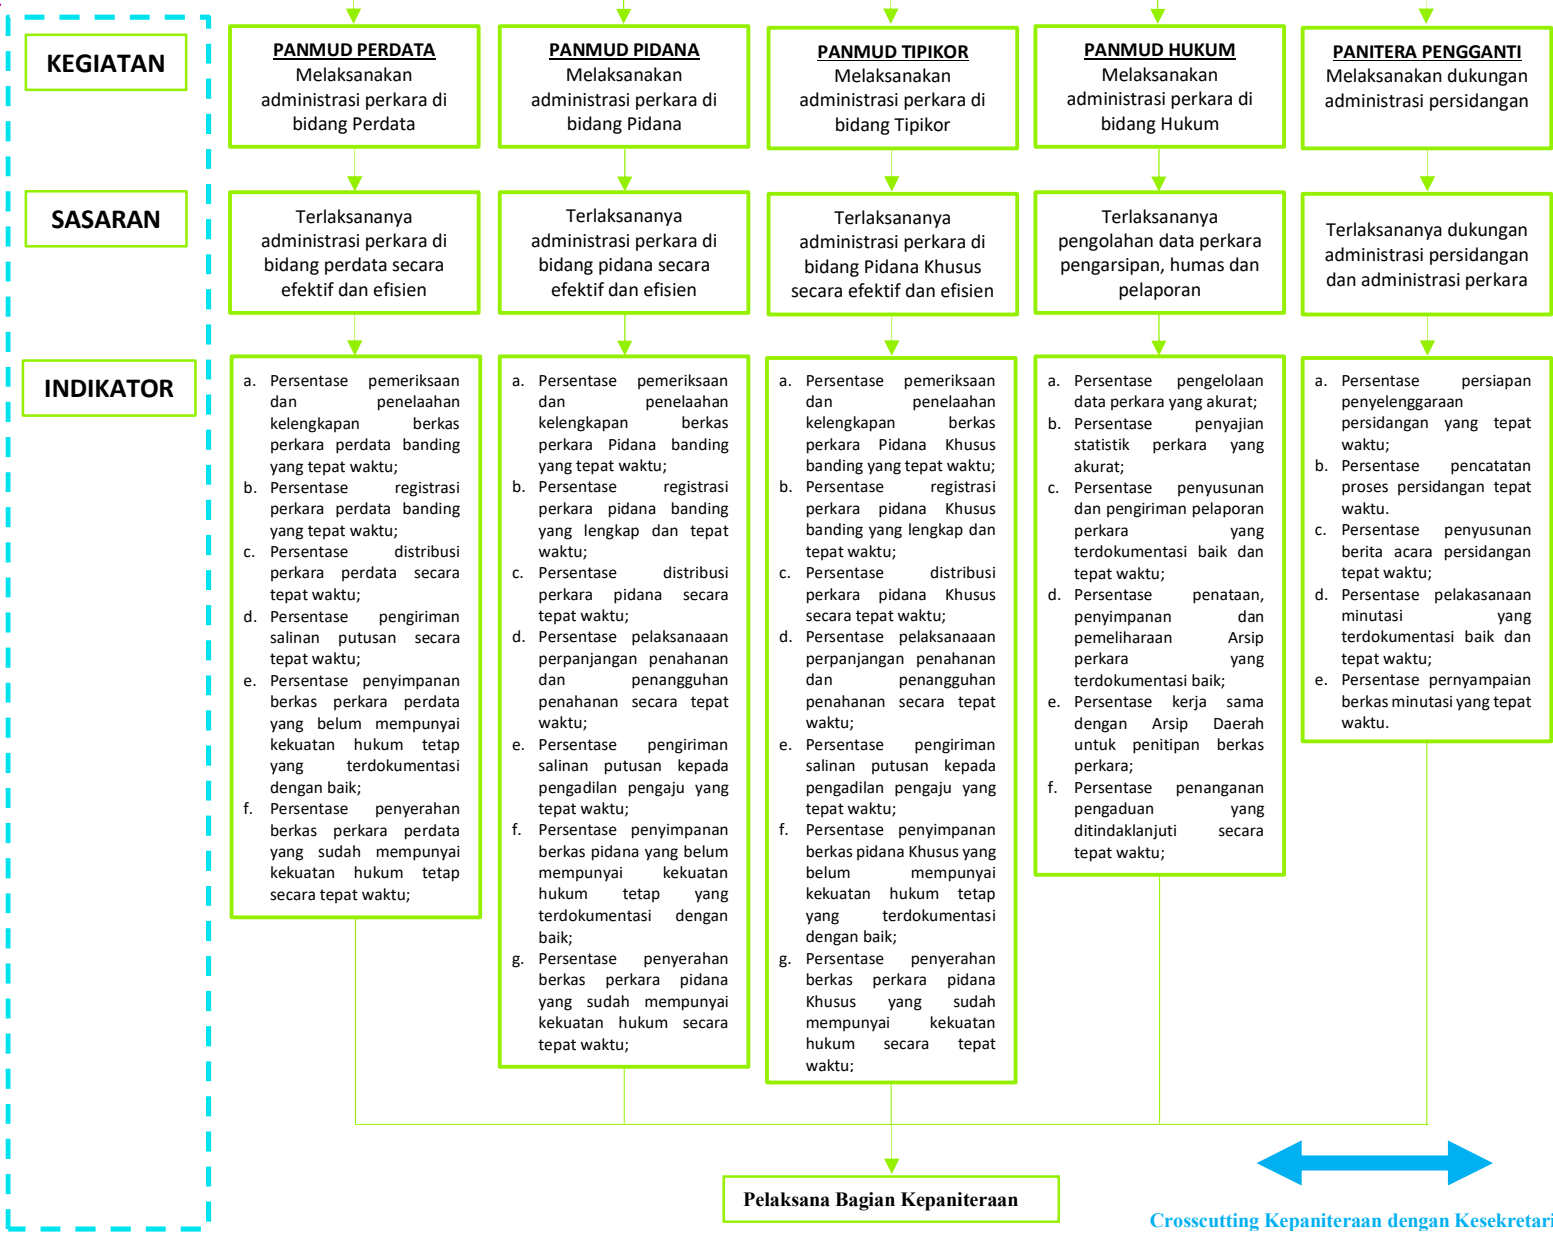 KEGIATAN
PANMUD PERDATA
Melaksanakan
administrasi perkara di
bidang Perdata
PANMUD PIDANA
Melaksanakan
administrasi perkara di
bidang Pidana
PANMUD TIPIKOR
Melaksanakan
administrasi perkara di
bidang Tipikor
PANMUD HUKUM
Melaksanakan
administrasi perkara di
bidang Hukum
PANITERA PENGGANTI
Melaksanakan dukungan
administrasi persidangan
SASARAN
Terlaksananya
administrasi perkara di
bidang perdata secara
efektif dan efisien
Terlaksananya
administrasi perkara di
bidang pidana secara
efektif dan efisien
Terlaksananya
administrasi perkara di
bidang Pidana Khusus
secara efektif dan efisien
Terlaksananya
pengolahan data perkara
pengarsipan, humas dan
pelaporan
Terlaksananya dukungan
administrasi persidangan
dan administrasi perkara
INDIKATOR
a. Persentase pemeriksaan
dan penelaahan
kelengkapan berkas
perkara perdata banding
yang tepat waktu;
b. Persentase registrasi
perkara perdata banding
yang tepat waktu;
c. Persentase distribusi
perkara perdata secara
tepat waktu;
d. Persentase pengiriman
salinan putusan secara
tepat waktu;
e. Persentase penyimpanan
berkas perkara perdata
yang belum mempunyai
kekuatan hukum tetap
yang terdokumentasi
dengan baik;
f. Persentase penyerahan
berkas perkara perdata
yang sudah mempunyai
kekuatan hukum tetap
secara tepat waktu;
a. Persentase pemeriksaan
dan penelaahan
kelengkapan berkas
perkara Pidana banding
yang tepat waktu;
b. Persentase registrasi
perkara pidana banding
yang lengkap dan tepat
waktu;
c. Persentase distribusi
perkara pidana secara
tepat waktu;
d. Persentase pelaksanaaan
perpanjangan penahanan
dan penangguhan
penahanan secara tepat
waktu;
e. Persentase pengiriman
salinan putusan kepada
pengadilan pengaju yang
tepat waktu;
f. Persentase penyimpanan
berkas pidana yang belum
mempunyai kekuatan
hukum tetap yang
terdokumentasi dengan
baik;
g. Persentase penyerahan
berkas perkara pidana
yang sudah mempunyai
kekuatan hukum secara
tepat waktu;
a. Persentase pemeriksaan
dan penelaahan
kelengkapan berkas
perkara Pidana Khusus
banding yang tepat waktu;
b. Persentase registrasi
perkara pidana Khusus
banding yang lengkap dan
tepat waktu;
c. Persentase distribusi
perkara pidana Khusus
secara tepat waktu;
d. Persentase pelaksanaaan
perpanjangan penahanan
dan penangguhan
penahanan secara tepat
waktu;
e. Persentase pengiriman
salinan putusan kepada
pengadilan pengaju yang
tepat waktu;
f. Persentase penyimpanan
berkas pidana Khusus yang
belum mempunyai
kekuatan hukum tetap
yang terdokumentasi
dengan baik;
g. Persentase penyerahan
berkas perkara pidana
Khusus yang sudah
mempunyai kekuatan
hukum secara tepat
waktu;
a. Persentase pengelolaan
data perkara yang akurat;
b. Persentase penyajian
statistik perkara yang
akurat;
c. Persentase penyusunan
dan pengiriman pelaporan
perkara yang
terdokumentasi baik dan
tepat waktu;
d. Persentase penataan,
penyimpanan dan
pemeliharaan Arsip
perkara yang
terdokumentasi baik;
e. Persentase kerja sama
dengan Arsip Daerah
untuk penitipan berkas
perkara;
f. Persentase penanganan
pengaduan yang
ditindaklanjuti secara
tepat waktu;
a. Persentase persiapan
penyelenggaraan
persidangan yang tepat
waktu;
b. Persentase pencatatan
proses persidangan tepat
waktu.
c. Persentase penyusunan
berita acara persidangan
tepat waktu;
d. Persentase pelakasanaan
minutasi yang
terdokumentasi baik dan
tepat waktu;
e. Persentase pernyampaian
berkas minutasi yang tepat
waktu.
Pelaksana Bagian Kepaniteraan
Crosscutting Kepaniteraan dengan Kesekretari